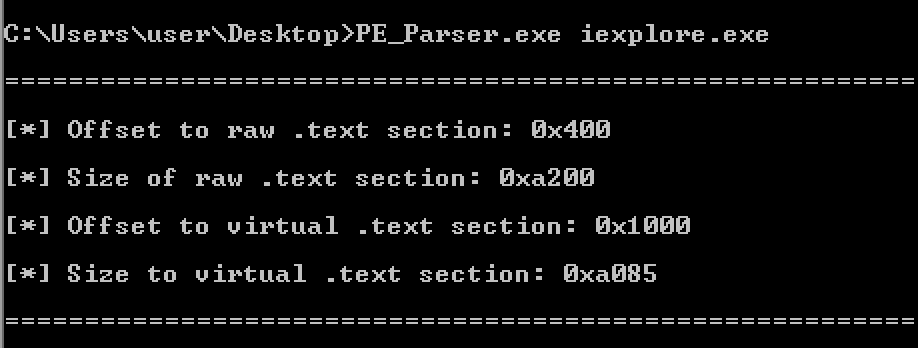 C:\Users\user\Desktop>PE_Parser.exe iexplore.exe
=========================================================
[*] Offset to raw .text section: 0x400
[*] Size of raw .text section: 0xa200
[*] Offset to virtual .text section: 0x1000
[*] Size to virtual .text section: 0xa085
=========================================================